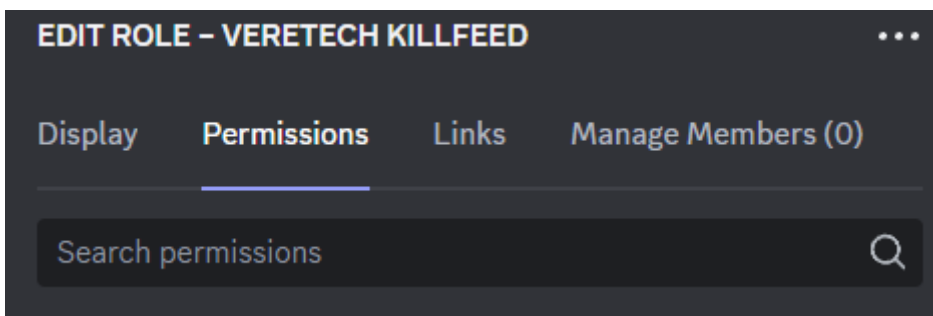 EDIT ROLE – VERETECH KILLFEED
Display Permissions Links Manage Members (0)
Search permissions